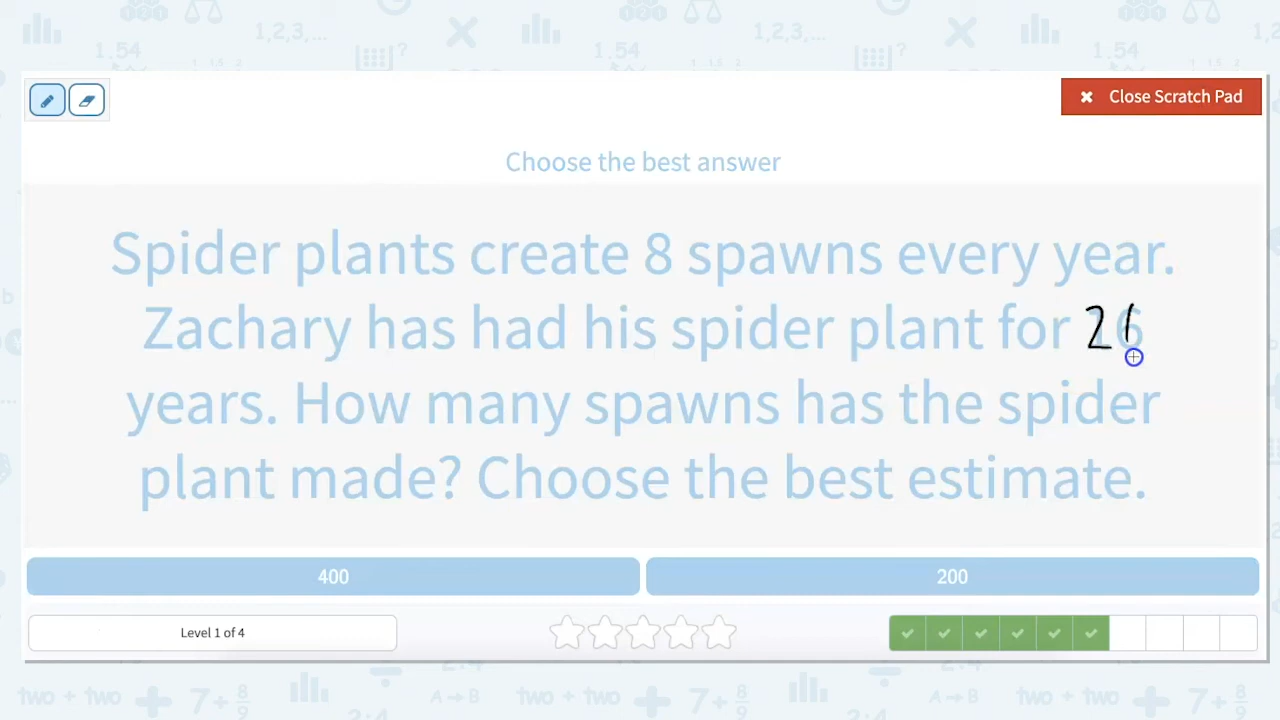 Close Scratch Pad
Choose the best answer
Spider plants create 8 spawns every year.
Zachary has had his spider plant for 26
years. How many spawns has the spider
plant made? Choose the best estimate.
400
200
Level 1 of 4